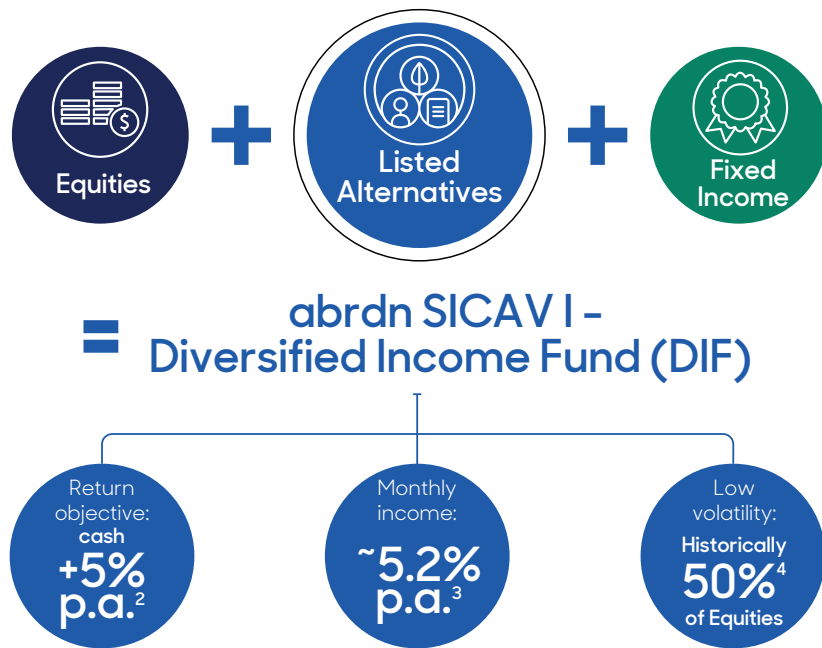 $
Equities
+
Listed
Alternatives
+
Fixed
Income
= abrdn SICAV I –
Diversified Income Fund (DIF)
Return
objective:
cash
+5%
p.a.²
Monthly
income:
~5.2%
p.a.³
Low
volatility:
Historically
50%⁴
of Equities